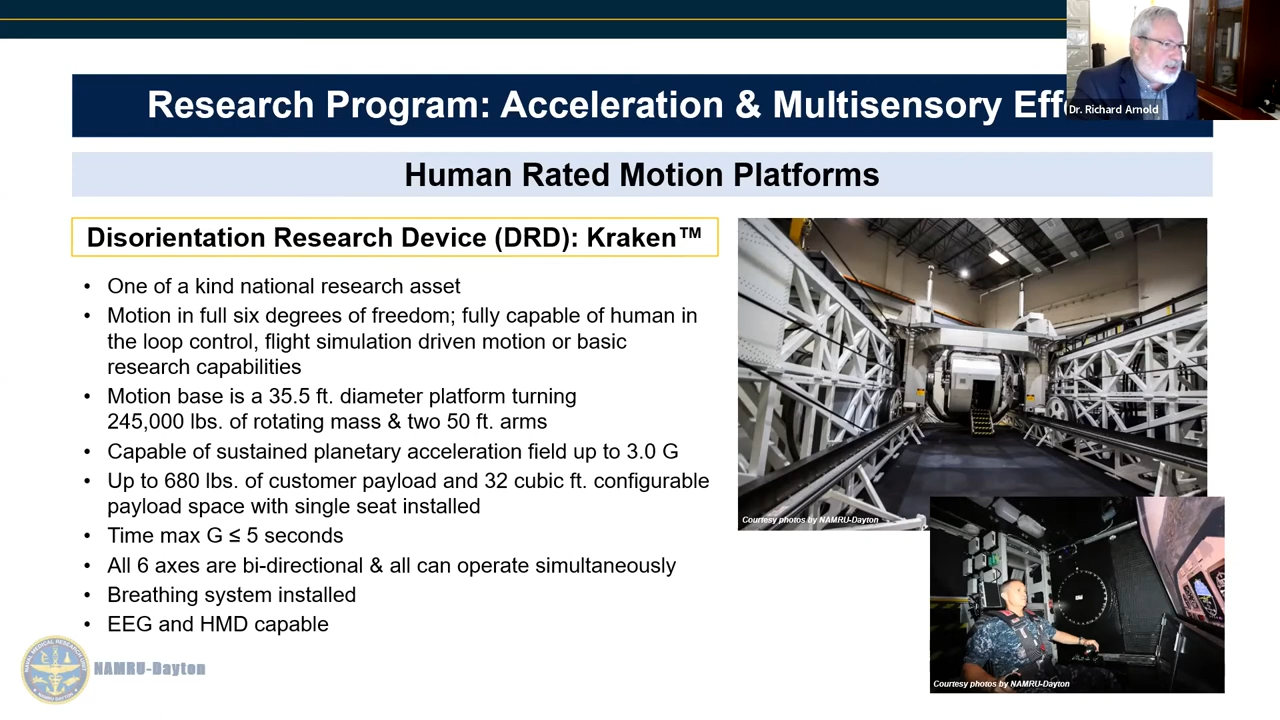 Research Program: Acceleration & Multisensory Eff
Dr. Richard Arnold
Human Rated Motion Platforms
Disorientation Research Device (DRD): Kraken™
• One of a kind national research asset
• Motion in full six degrees of freedom; fully capable of human in
the loop control, flight simulation driven motion or basic
research capabilities
• Motion base is a 35.5 ft. diameter platform turning
245,000 lbs. of rotating mass & two 50 ft. arms
• Capable of sustained planetary acceleration field up to 3.0 G
• Up to 680 lbs. of customer payload and 32 cubic ft. configurable
payload space with single seat installed
• Time max G ≤ 5 seconds
• All 6 axes are bi-directional & all can operate simultaneously
• Breathing system installed
• EEG and HMD capable
Courtesy photos by NAMRU-Dayton
Courtesy photos by NAMRU-Dayton
NAVAL MEDICAL RESEARCH UNIT
NAMRU-DAYTON
NAMRU-Dayton